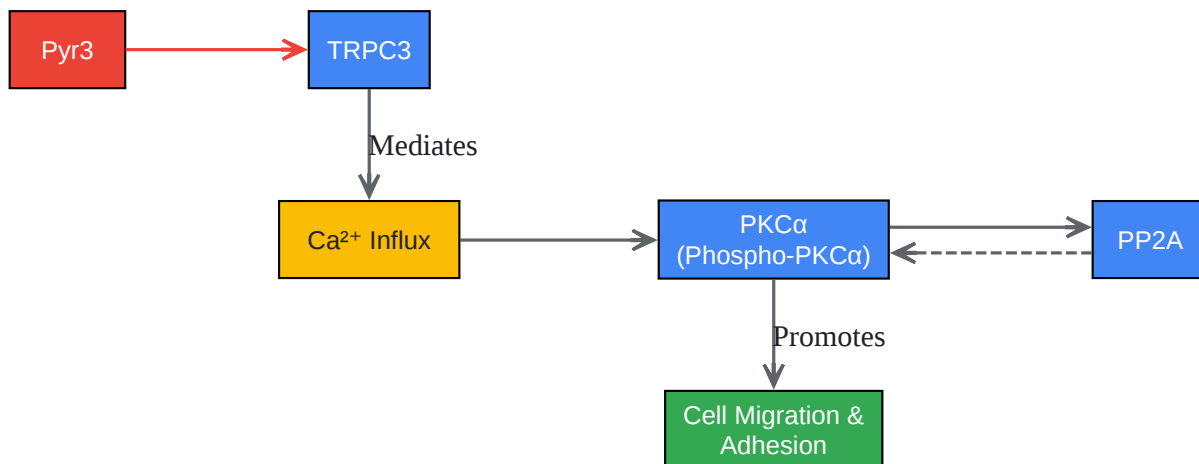 Pyr3
TRPC3
Mediates
Ca²⁺ Influx
PKCα
(Phospho-PKCα)
PP2A
Promotes
Cell Migration &
Adhesion